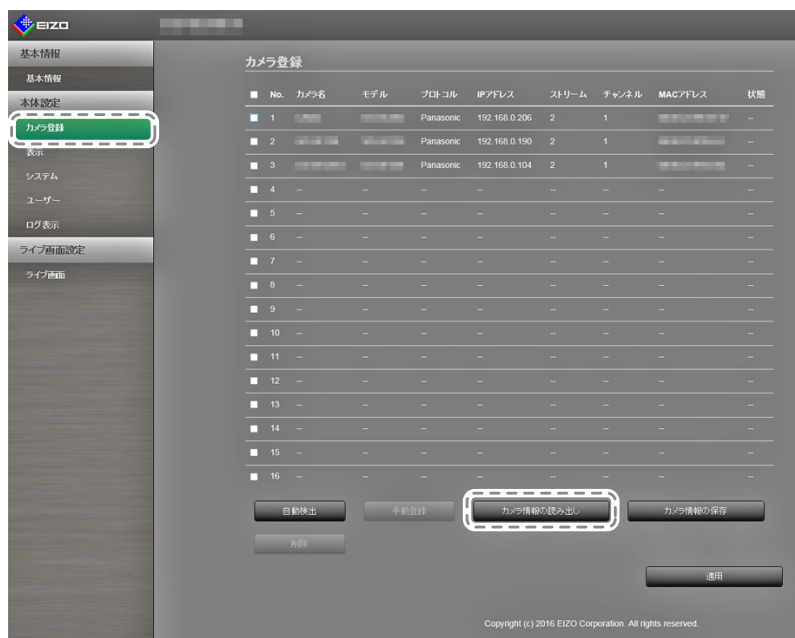 EIZO
基本情報
基本情報
本体設定
カメラ登録
表示
システム
ユーザー
ログ表示
ライブ画面設定
ライブ画面
カメラ登録
No. カメラ名 モデル プロトコル IPアドレス ストリーム チャンネル MACアドレス 状態
1 Panasonic 192.168.0.206 2 1 --
2 Panasonic 192.168.0.190 2 1 --
3 Panasonic 192.168.0.104 2 1 --
4 -- -- -- -- -- -- -- --
5 -- -- -- -- -- -- -- --
6 -- -- -- -- -- -- -- --
7 -- -- -- -- -- -- -- --
8 -- -- -- -- -- -- -- --
9 -- -- -- -- -- -- -- --
10 -- -- -- -- -- -- -- --
11 -- -- -- -- -- -- -- --
12 -- -- -- -- -- -- -- --
13 -- -- -- -- -- -- -- --
14 -- -- -- -- -- -- -- --
15 -- -- -- -- -- -- -- --
16 -- -- -- -- -- -- -- --
自動検出 手動登録 カメラ情報の読み出し カメラ情報の保存
削除
適用
Copyright (c) 2016 EIZO Corporation. All rights reserved.